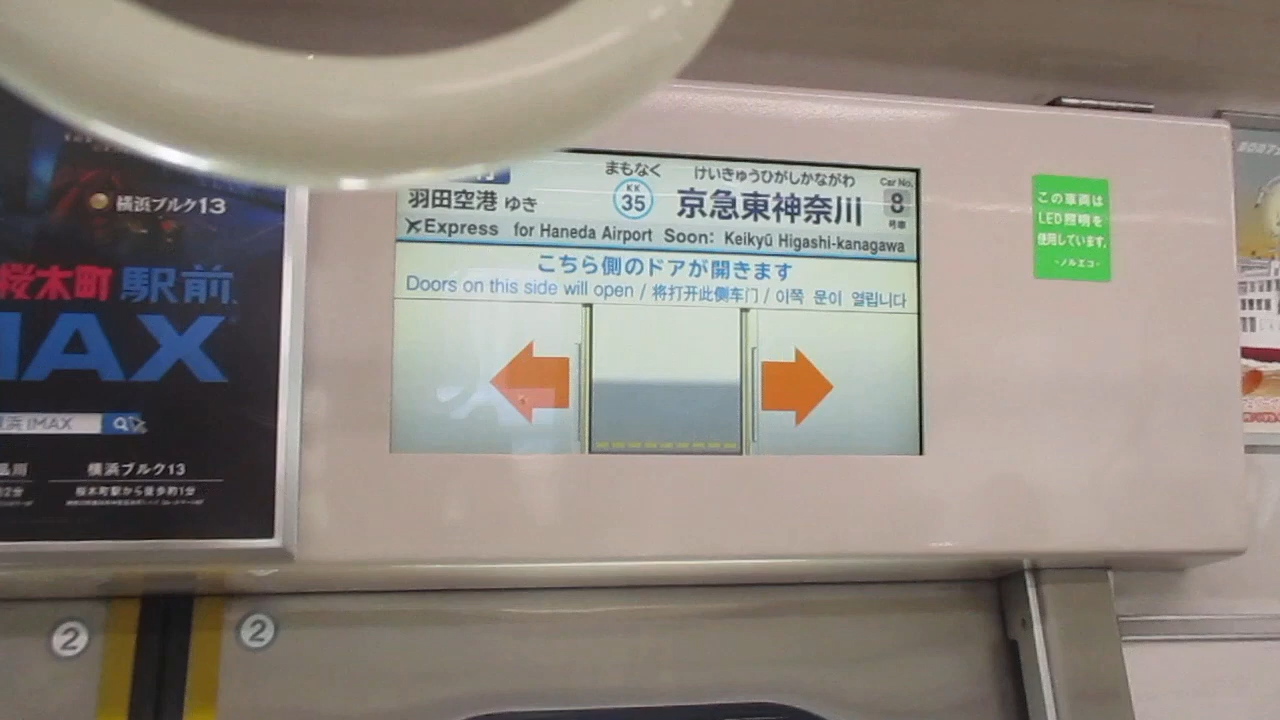 横浜ブルク13
桜木町 駅前
IMAX
横浜ブルク13
桜木町駅から徒歩約1分
行
まもなく
けいきゅうひがしかながわ
Car No.
羽田空港 ゆき
KK
35
京急東神奈川
8
号車
Express for Haneda Airport Soon: Keikyū Higashi-kanagawa
こちら側のドアが開きます
Doors on this side will open / 将打开此侧车门 / 이쪽 문이 열립니다
この車両は
LED照明を
使用しています。
-ノルエコ-
2
2